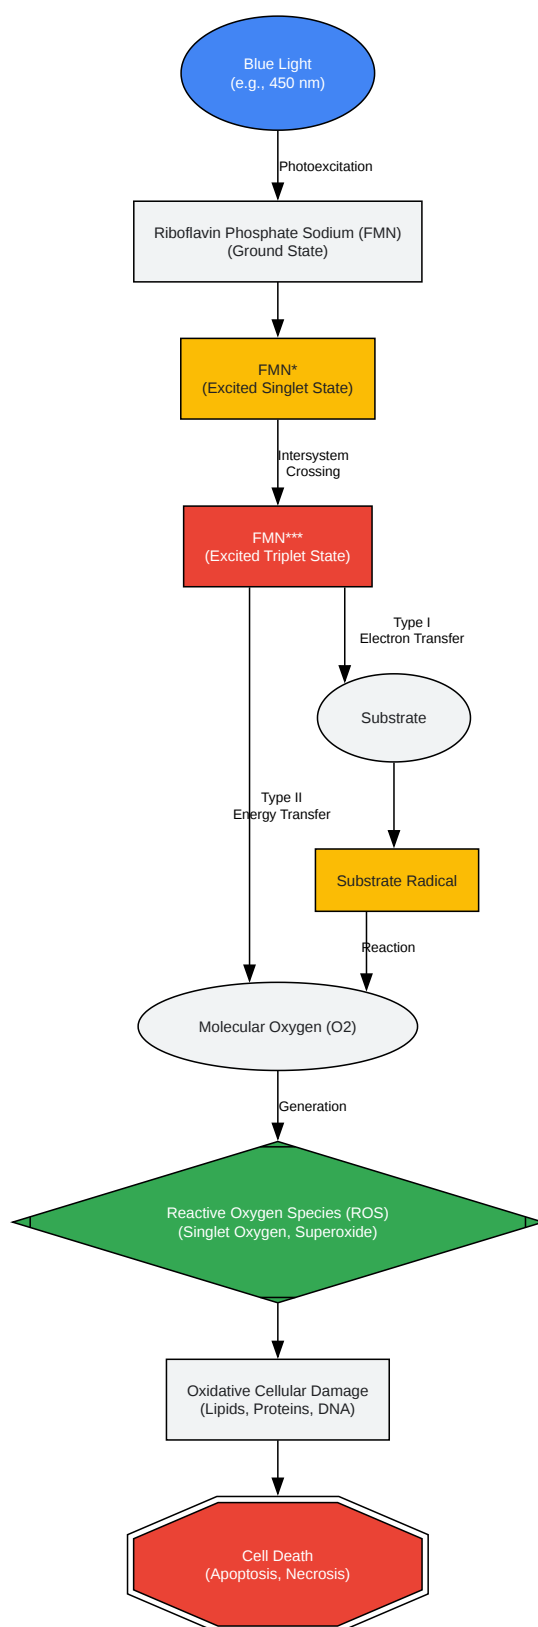 Blue Light
(e.g., 450 nm)
Photoexcitation
Riboflavin Phosphate Sodium (FMN)
(Ground State)
FMN*
(Excited Singlet State)
Intersystem
Crossing
FMN***
(Excited Triplet State)
Type I
Electron Transfer
Substrate
Type II
Energy Transfer
Substrate Radical
Reaction
Molecular Oxygen (O2)
Generation
Reactive Oxygen Species (ROS)
(Singlet Oxygen, Superoxide)
Oxidative Cellular Damage
(Lipids, Proteins, DNA)
Cell Death
(Apoptosis, Necrosis)